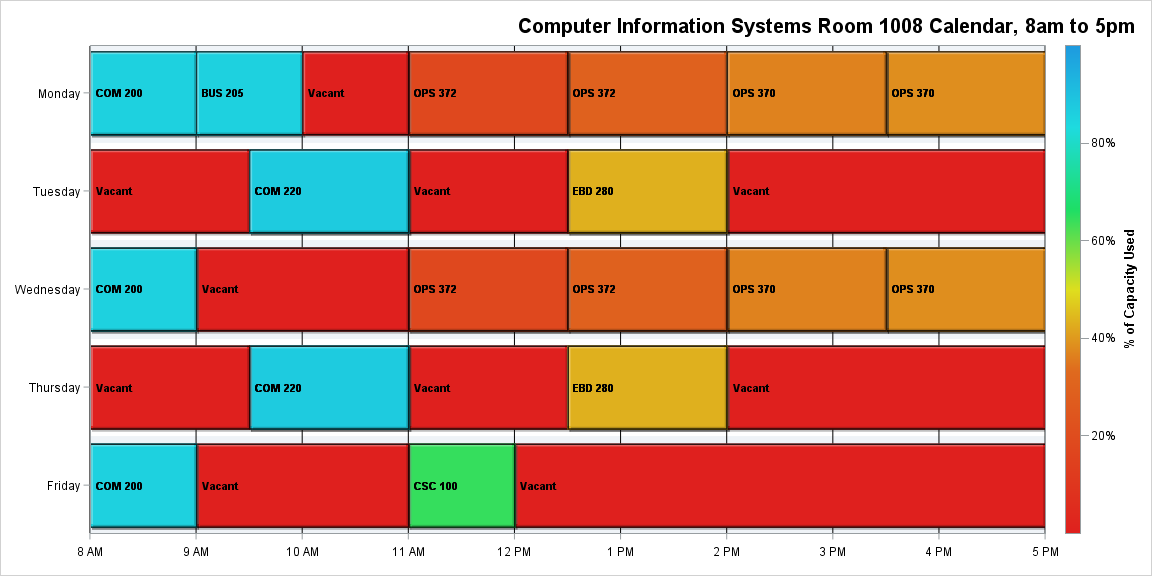 Computer Information Systems Room 1008 Calendar, 8am to 5pm
Monday COM 200 BUS 205 Vacant OPS 372 OPS 372 OPS 370 OPS 370
80%
Tuesday Vacant COM 220 Vacant EBD 280 Vacant
60%
% of Capacity Used
Wednesday COM 200 Vacant OPS 372 OPS 372 OPS 370 OPS 370
40%
Thursday Vacant COM 220 Vacant EBD 280 Vacant
20%
Friday COM 200 Vacant CSC 100 Vacant
8 AM 9 AM 10 AM 11 AM 12 PM 1 PM 2 PM 3 PM 4 PM 5 PM